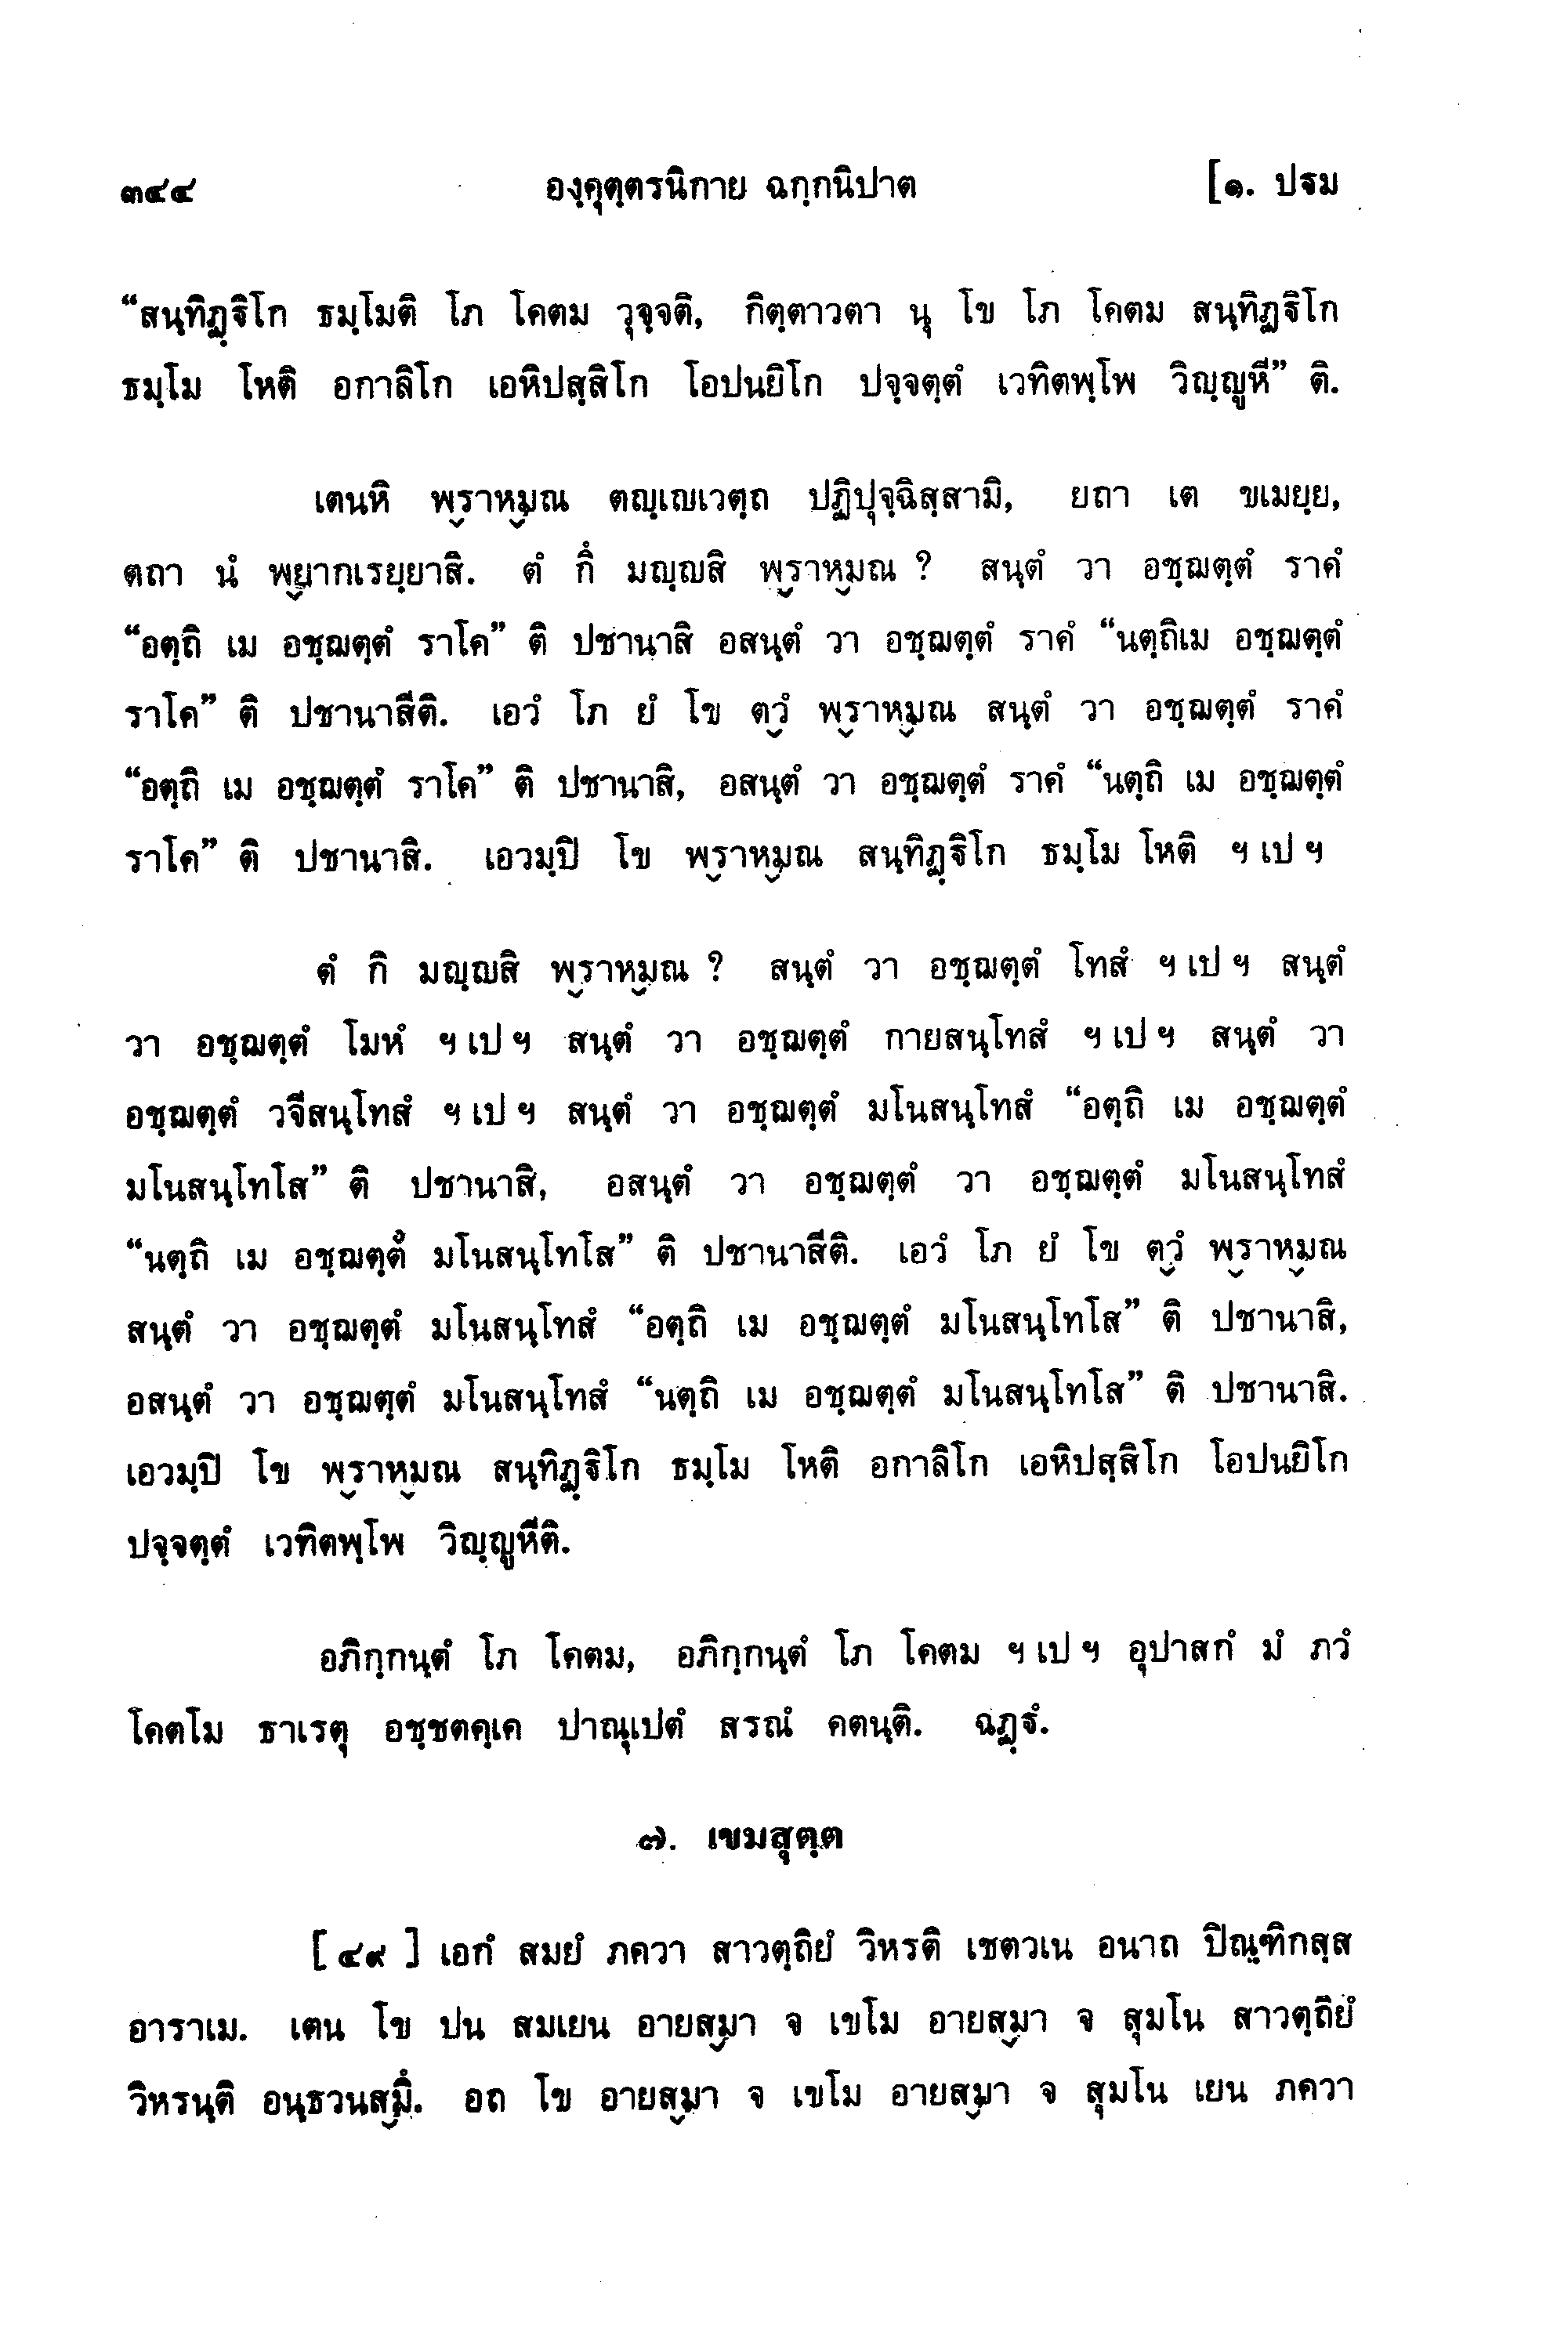 ๓๔๔ องฺคุตฺตรนิกาย ฉกฺกนิปาต [๑. ปฐม
“สนฺทิฏฺฐิโก ธมฺโมติ โภ โคตม วุจฺจติ, กิตฺตาวตา นุ โข โภ โคตม สนฺทิฏฺฐิโก
ธมฺโม โหติ อกาลิโก เอหิปสฺสิโก โอปนยิโก ปจฺจตฺตํ เวทิตพฺโพ วิญฺญูหี” ติ.
เตนหิ พฺราหฺมณ ตญฺเญเวตฺถ ปฏิปุจฺฉิสฺสามิ, ยถา เต ขเมยฺย,
ตถา นํ พฺยากเรยฺยาสิ. ตํ กึ มญฺญสิ พฺราหฺมณ ? สนฺตํ วา อชฺฌตฺตํ ราคํ
“อตฺถิ เม อชฺฌตฺตํ ราโค” ติ ปชานาสิ อสนฺตํ วา อชฺฌตฺตํ ราคํ “นตฺถิเม อชฺฌตฺตํ
ราโค” ติ ปชานาสีติ. เอวํ โภ ยํ โข ตฺวํ พฺราหฺมณ สนฺตํ วา อชฺฌตฺตํ ราคํ
“อตฺถิ เม อชฺฌตฺตํ ราโค” ติ ปชานาสิ, อสนฺตํ วา อชฺฌตฺตํ ราคํ “นตฺถิ เม อชฺฌตฺตํ
ราโค” ติ ปชานาสิ. เอวมฺปิ โข พฺราหฺมณ สนฺทิฏฺฐิโก ธมฺโม โหติ ฯ เป ฯ
ตํ กิ มญฺญสิ พฺราหฺมณ ? สนฺตํ วา อชฺฌตฺตํ โทสํ ฯ เป ฯ สนฺตํ
วา อชฺฌตฺตํ โมหํ ฯ เป ฯ สนฺตํ วา อชฺฌตฺตํ กายสนฺโทสํ ฯ เป ฯ สนฺตํ วา
อชฺฌตฺตํ วจีสนฺโทสํ ฯ เป ฯ สนฺตํ วา อชฺฌตฺตํ มโนสนฺโทสํ “อตฺถิ เม อชฺฌตฺตํ
มโนสนฺโทโส” ติ ปชานาสิ, อสนฺตํ วา อชฺฌตฺตํ วา อชฺฌตฺตํ มโนสนฺโทสํ
“นตฺถิ เม อชฺฌตฺตํ มโนสนฺโทโส” ติ ปชานาสีติ. เอวํ โภ ยํ โข ตฺวํ พฺราหฺมณ
สนฺตํ วา อชฺฌตฺตํ มโนสนฺโทสํ “อตฺถิ เม อชฺฌตฺตํ มโนสนฺโทโส” ติ ปชานาสิ,
อสนฺตํ วา อชฺฌตฺตํ มโนสนฺโทสํ “นตฺถิ เม อชฺฌตฺตํ มโนสนฺโทโส” ติ ปชานาสิ.
เอวมฺปิ โข พฺราหฺมณ สนฺทิฏฺฐิโก ธมฺโม โหติ อกาลิโก เอหิปสฺสิโก โอปนยิโก
ปจฺจตฺตํ เวทิตพฺโพ วิญฺญูหีติ.
อภิกฺกนฺตํ โภ โคตม, อภิกฺกนฺตํ โภ โคตม ฯ เป ฯ อุปาสกํ มํ ภวํ
โคตโม ธาเรตุ อชฺชตคฺเค ปาณุเปตํ สรณํ คตนฺติ. ฉฏฺฐํ.
๗. เขมสุตฺต
[ ๔๙ ] เอกํ สมยํ ภควา สาวตฺถิยํ วิหรติ เชตวเน อนาถ ปิณฺฑิกสฺส
อาราเม. เตน โข ปน สมเยน อายสฺมา จ เขโม อายสฺมา จ สุมโน สาวตฺถิยํ
วิหรนฺติ อนฺธวนสฺมึ. อถ โข อายสฺมา จ เขโม อายสฺมา จ สุมโน เยน ภควา